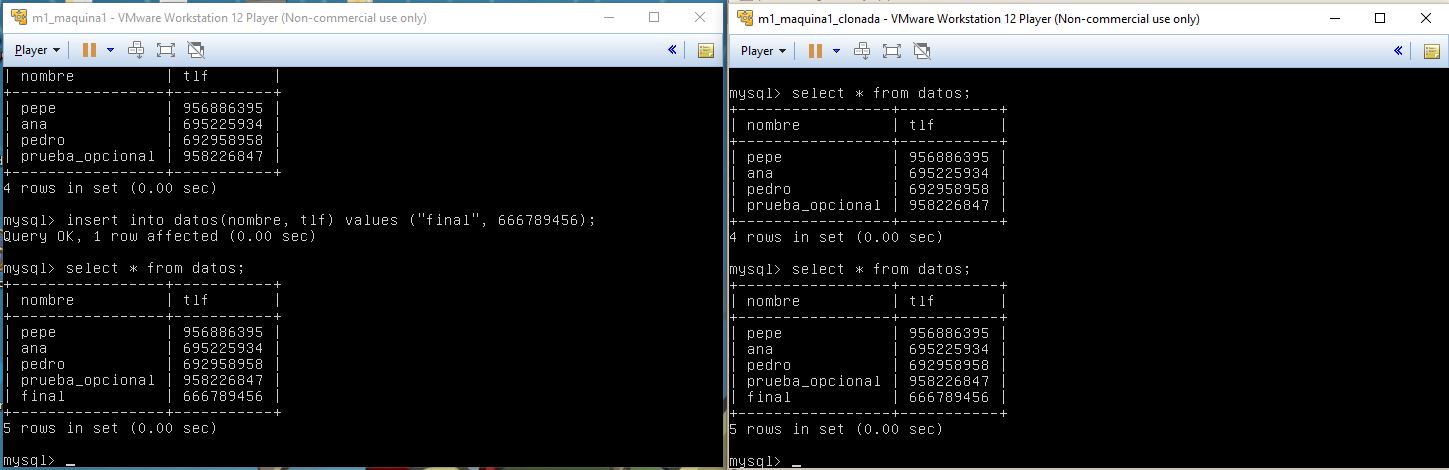 m1_maquina1 - VMware Workstation 12 Player (Non-commercial use only)
Player
| nombre           | tlf       |
+------------------+-----------+
| pepe             | 956886395 |
| ana              | 695225934 |
| pedro            | 692958958 |
| prueba_opcional | 958226847 |
+------------------+-----------+
4 rows in set (0.00 sec)
mysql> insert into datos(nombre, tlf) values ("final", 666789456);
Query OK, 1 row affected (0.00 sec)
mysql> select * from datos;
+------------------+-----------+
| nombre           | tlf       |
+------------------+-----------+
| pepe             | 956886395 |
| ana              | 695225934 |
| pedro            | 692958958 |
| prueba_opcional | 958226847 |
| final            | 666789456 |
+------------------+-----------+
5 rows in set (0.00 sec)
mysql> _
m1_maquina1_clonada - VMware Workstation 12 Player (Non-commercial use only)
Player
mysql> select * from datos;
+------------------+-----------+
| nombre           | tlf       |
+------------------+-----------+
| pepe             | 956886395 |
| ana              | 695225934 |
| pedro            | 692958958 |
| prueba_opcional | 958226847 |
+------------------+-----------+
4 rows in set (0.00 sec)
mysql> select * from datos;
+------------------+-----------+
| nombre           | tlf       |
+------------------+-----------+
| pepe             | 956886395 |
| ana              | 695225934 |
| pedro            | 692958958 |
| prueba_opcional | 958226847 |
| final            | 666789456 |
+------------------+-----------+
5 rows in set (0.00 sec)
mysql> _